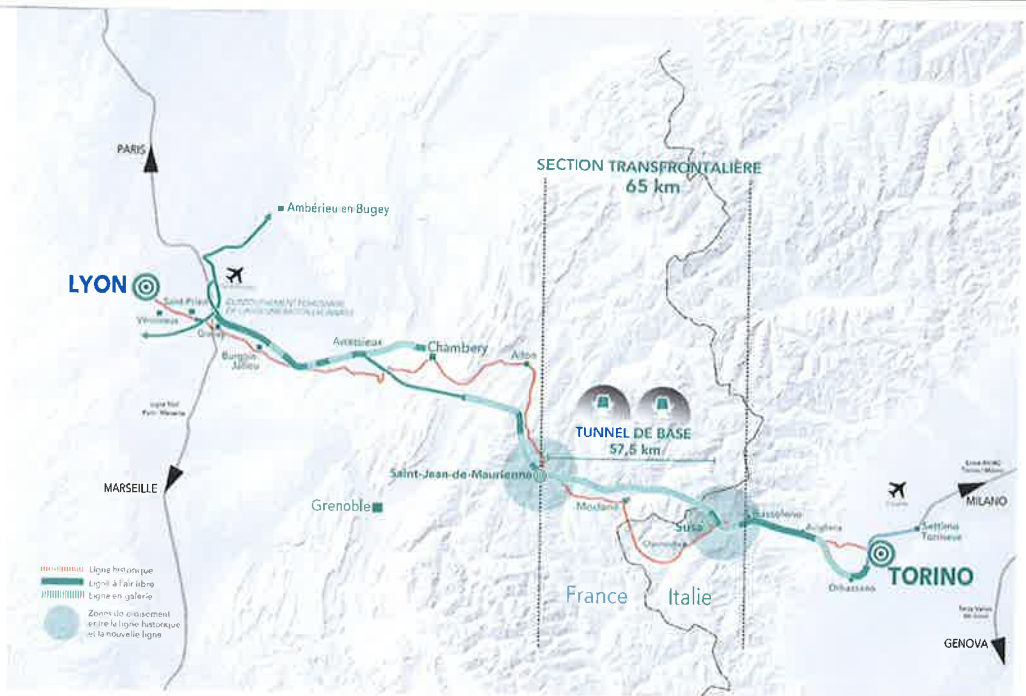 PARIS
SECTION TRANSFRONTALIÈRE
65 km
Ambérieu en Bugey
LYON
Saint-Priest
Vénissieux
Grenay
Bourgoin
Jallieu
Avressieux
Chambery
Aiton
TUNNEL DE BASE
57,5 km
Saint-Jean-de-Maurienne
MARSEILLE
Grenoble
Modane
Susa
Bussoleno
Avigliana
MILANO
Settimo
Torinese
TORINO
Orbassano
France
Italie
GENOVA
Ligne historique
Ligne à l'air libre
Ligne en galerie
Zones de croisement
entre la ligne historique
et la nouvelle ligne